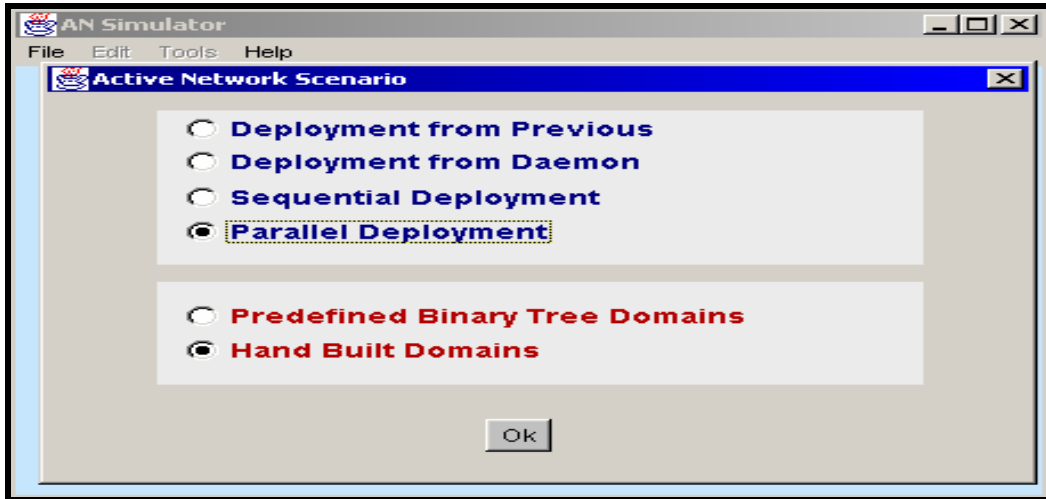 AN Simulator
File Edit Tools Help
Active Network Scenario
Deployment from Previous
Deployment from Daemon
Sequential Deployment
Parallel Deployment
Predefined Binary Tree Domains
Hand Built Domains
Ok